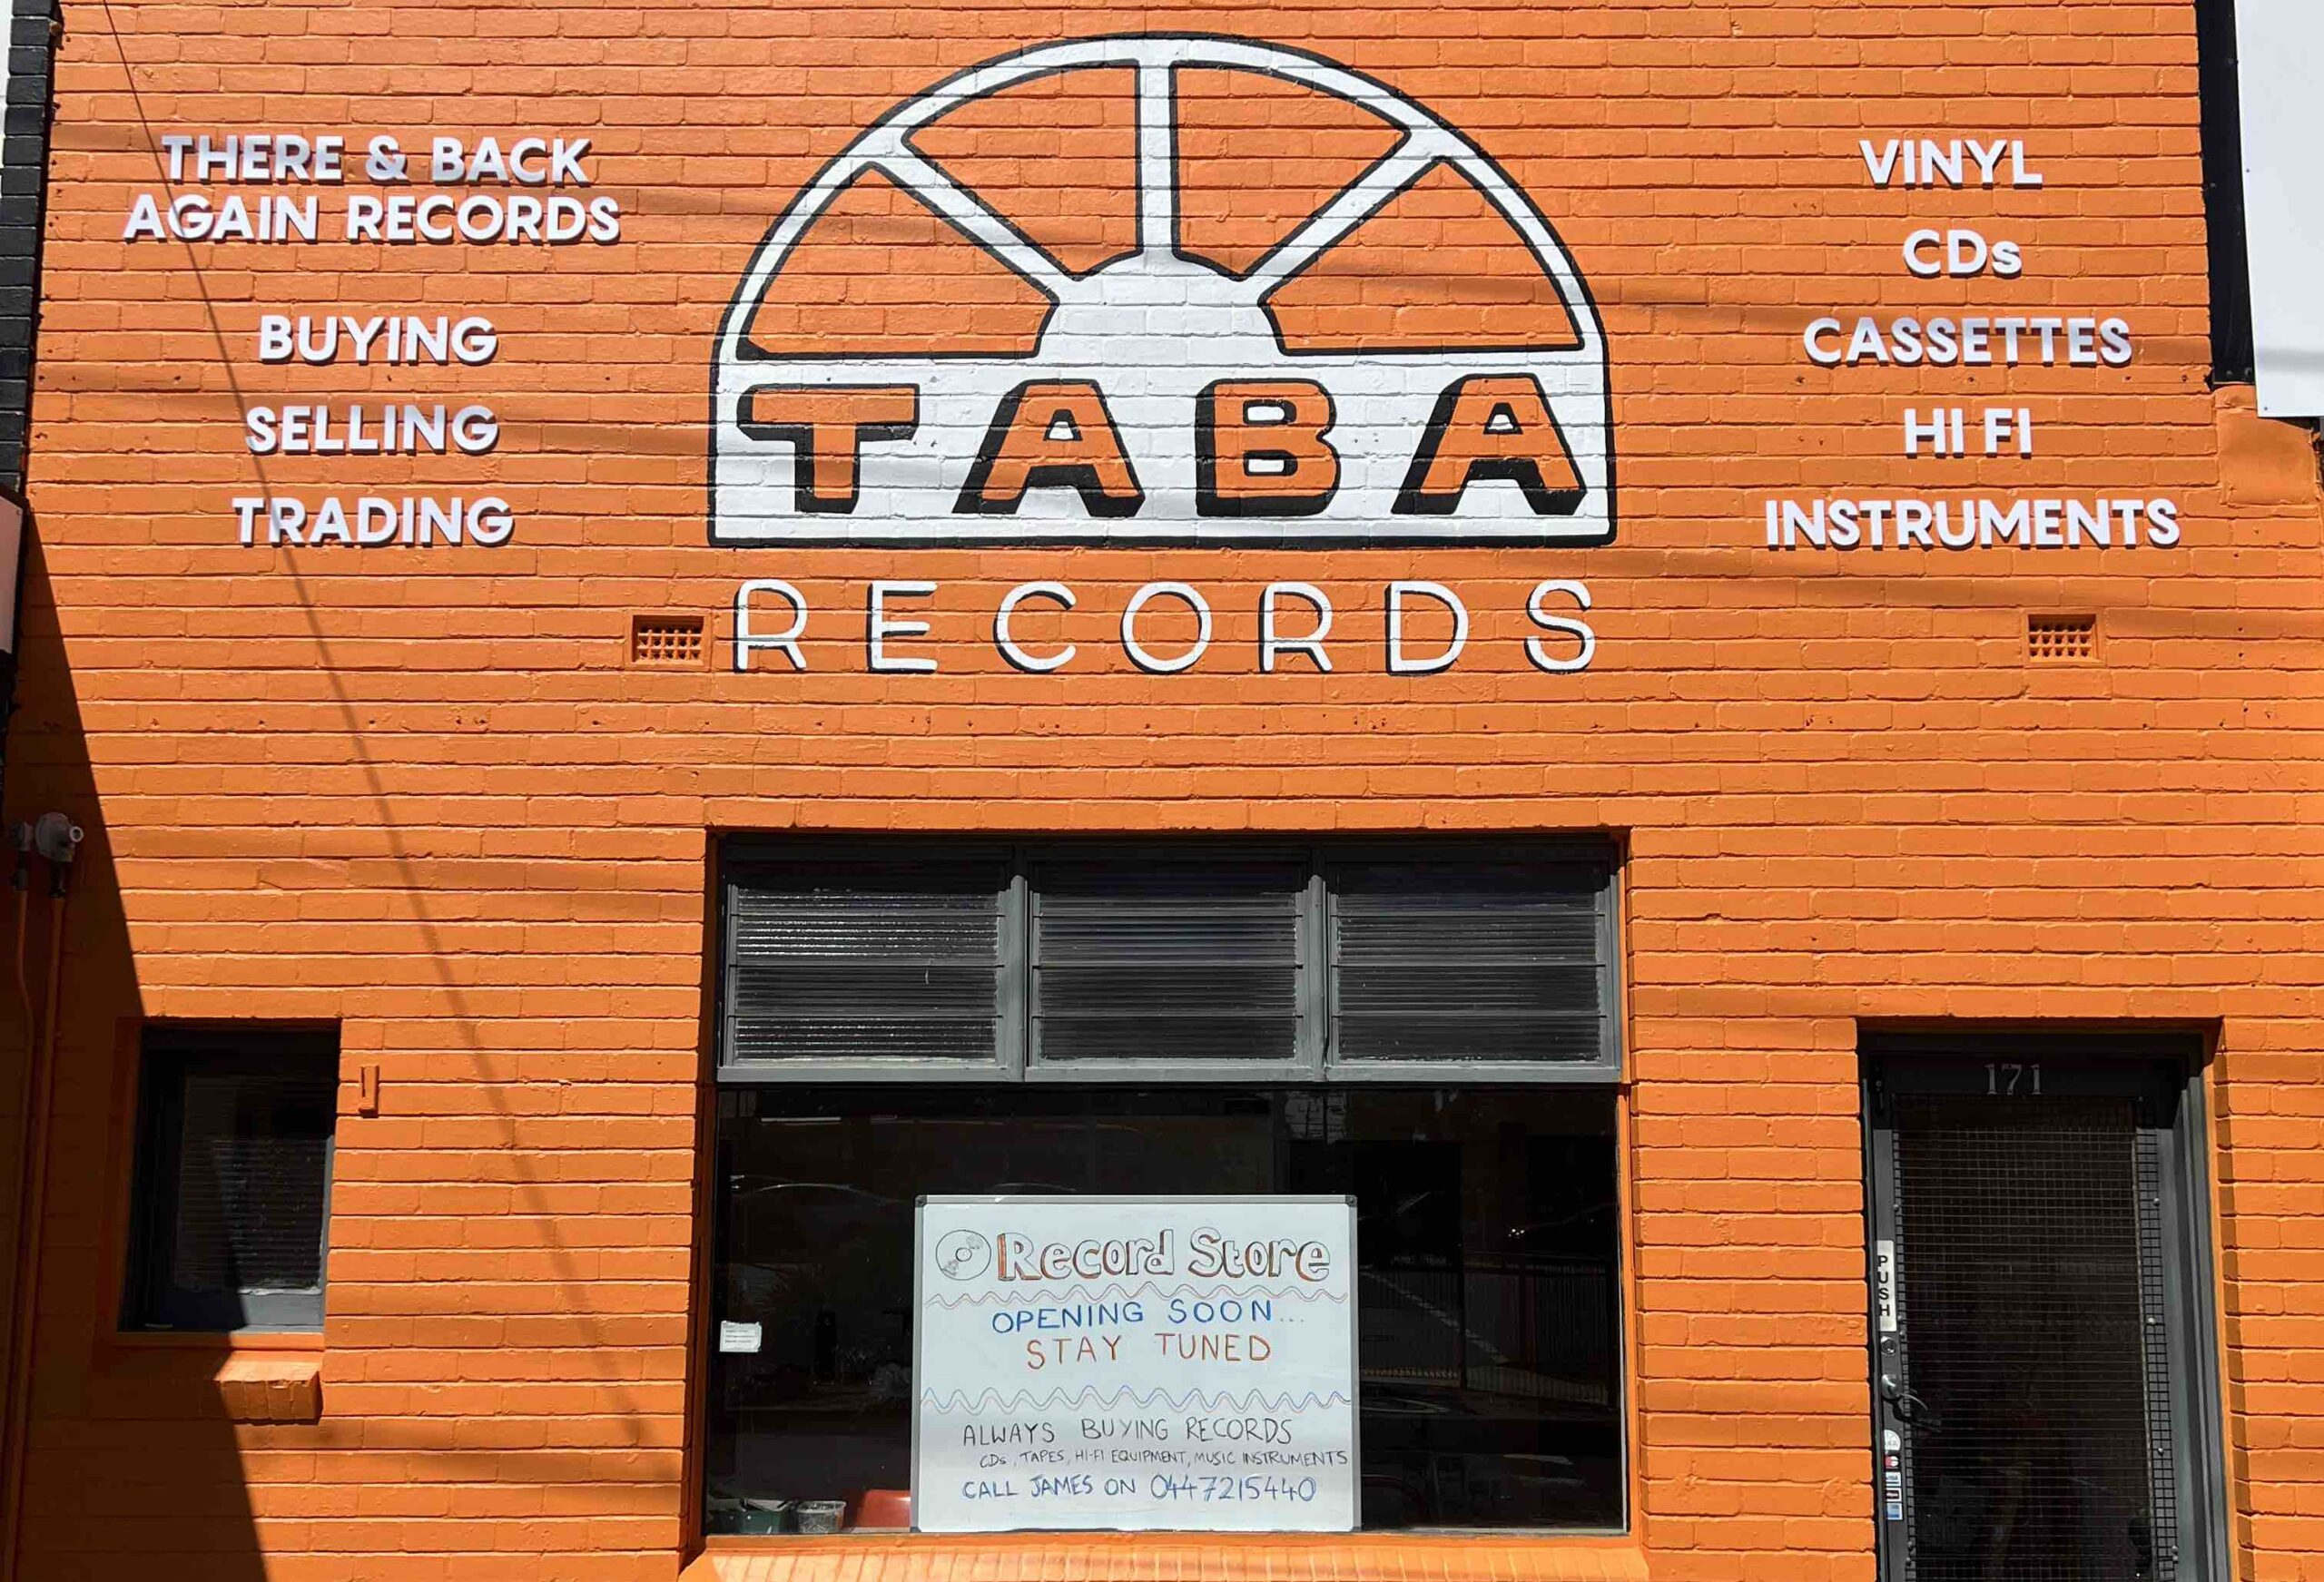 THERE & BACK
AGAIN RECORDS
BUYING
SELLING
TRADING
TABA
RECORDS
VINYL
CDs
CASSETTES
HI FI
INSTRUMENTS
171
PUSH
Record Store
OPENING SOON...
STAY TUNED
ALWAYS BUYING RECORDS
CDs, TAPES, HI-FI EQUIPMENT, MUSIC INSTRUMENTS
CALL JAMES ON 0447215440